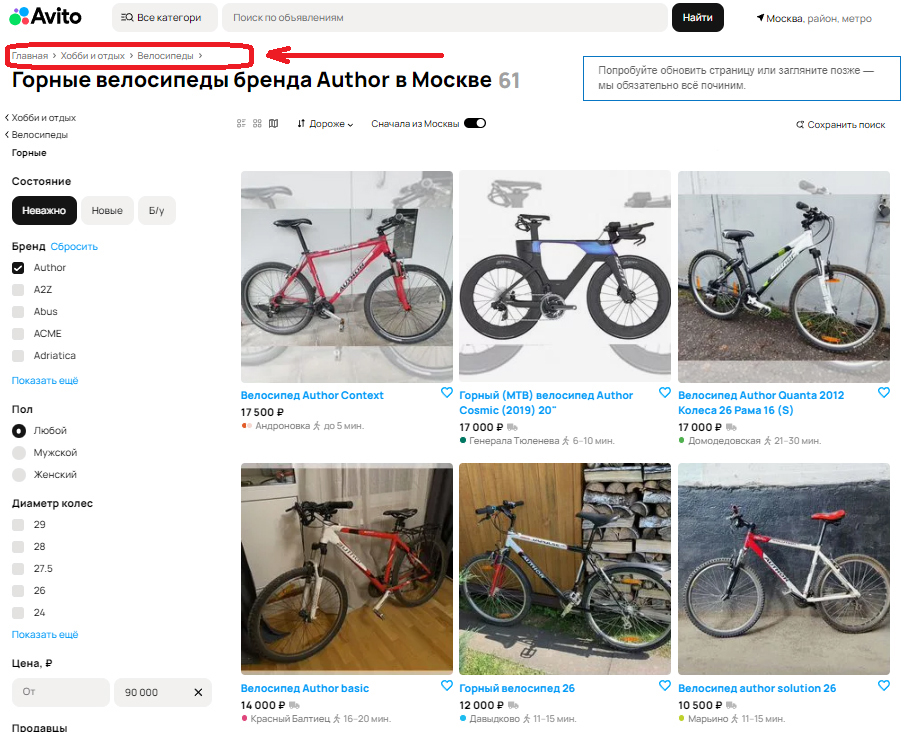 Avito
Все категори
Поиск по объявлениям
Найти
Москва, район, метро
Главная > Хобби и отдых > Велосипеды >
Горные велосипеды бренда Author в Москве 61
Попробуйте обновить страницу или загляните позже —
мы обязательно всё починим.
Хобби и отдых
Велосипеды
Горные
Дороже
Сначала из Москвы
Сохранить поиск
Состояние
Неважно
Новые
Б/у
Бренд Сбросить
Author
A2Z
Abus
ACME
Adriatica
Показать ещё
Пол
Любой
Мужской
Женский
Диаметр колес
29
28
27.5
26
24
Показать ещё
Цена, ₽
От
90 000
Продавцы
Велосипед Author Context
17 500 ₽
Андроновка до 5 мин.
Горный (MTB) велосипед Author
Cosmic (2019) 20"
17 000 ₽
Генерала Тюленева 6–10 мин.
Велосипед Author Quanta 2012
Колеса 26 Рама 16 (S)
17 000 ₽
Домодедовская 21–30 мин.
Велосипед Author basic
14 000 ₽
Красный Балтиец 16–20 мин.
Горный велосипед 26
12 000 ₽
Давыдково 11–15 мин.
Велосипед author solution 26
10 500 ₽
Марьино 11–15 мин.